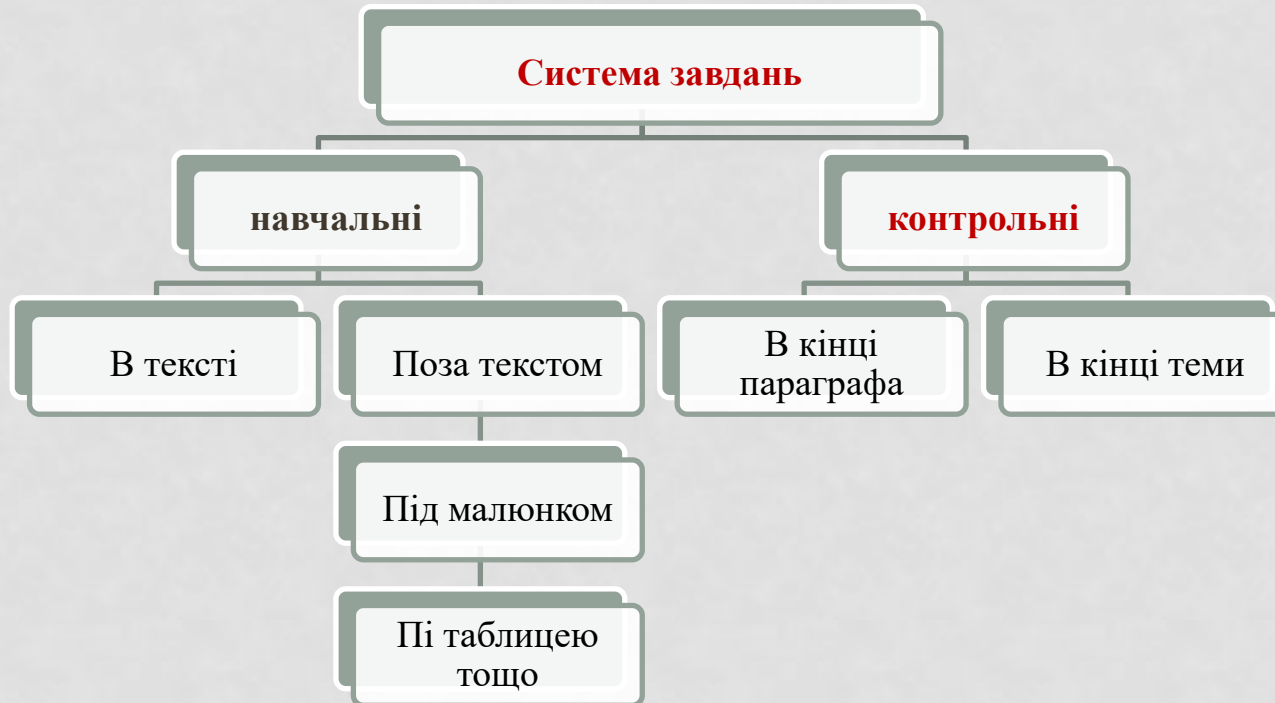 Система завдань
навчальні
контрольні
В тексті
Поза текстом
В кінці
параграфа
В кінці теми
Під малюнком
Пі таблицею
тощо